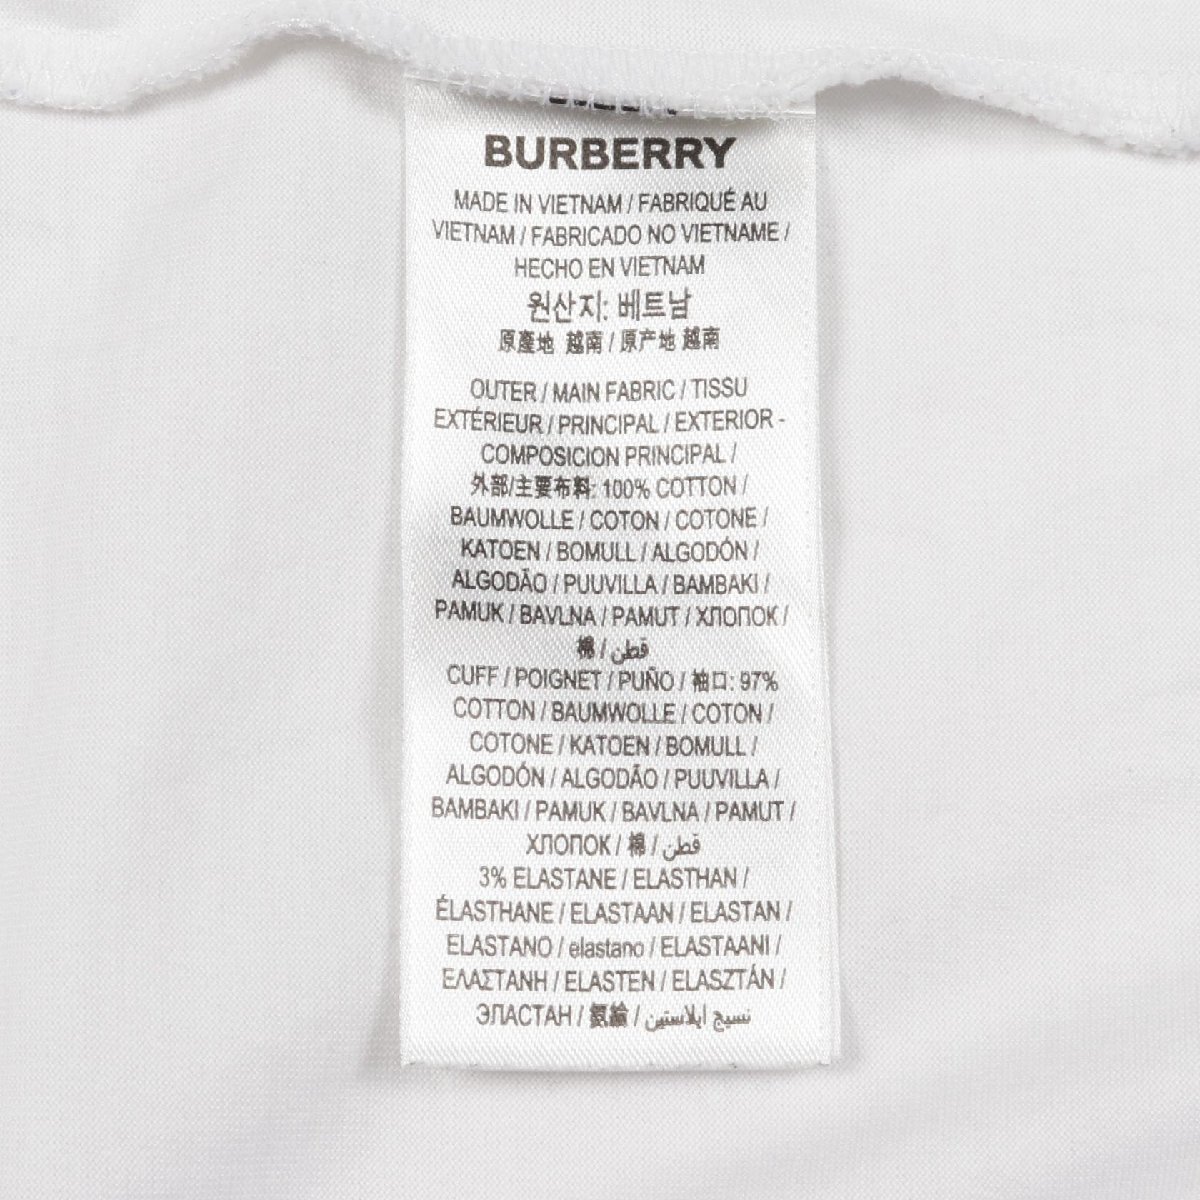 BURBERRY
MADE IN VIETNAM / FABRIQUÉ AU
VIETNAM / FABRICADO NO VIETNAME /
HECHO EN VIETNAM
원산지: 베트남
原產地 越南 / 原产地 越南
OUTER / MAIN FABRIC / TISSU
EXTÉRIEUR / PRINCIPAL / EXTERIOR -
COMPOSICION PRINCIPAL /
外部/主要布料: 100% COTTON /
BAUMWOLLE / COTON / COTONE /
KATOEN / BOMULL / ALGODÓN /
ALGODÃO / PUUVILLA / BAMBAKI /
PAMUK / BAVLNA / PAMUT / ХЛОПОК /
棉 / قطن
CUFF / POIGNET / PUÑO / 袖口: 97%
COTTON / BAUMWOLLE / COTON /
COTONE / KATOEN / BOMULL /
ALGODÓN / ALGODÃO / PUUVILLA /
BAMBAKI / PAMUK / BAVLNA / PAMUT /
ХЛОПОК / 棉 / قطن
3% ELASTANE / ELASTHAN /
ÉLASTHANE / ELASTAAN / ELASTAN /
ELASTANO / elastano / ELASTAANI /
ΕΛΑΣΤΑΝΗ / ELASTEN / ELASZTÁN /
ЭЛАСТАН / 氨綸 / نسيج ايلاستين